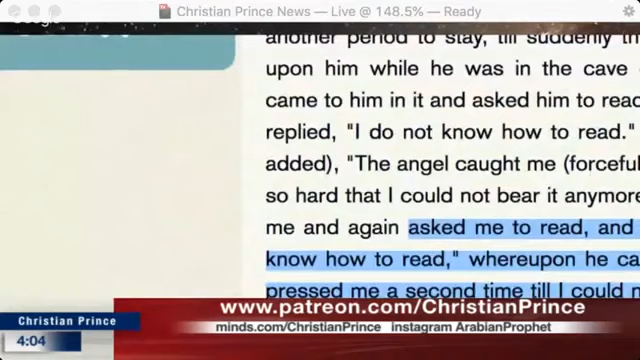 Christian Prince News — Live @ 148.5% — Ready
another period to stay, till suddenly th
upon him while he was in the cave
came to him in it and asked him to read
replied, "I do not know how to read."
added), "The angel caught me (forceful
so hard that I could not bear it anymore
me and again asked me to read, and
know how to read," whereupon he ca
pressed me a second time till I could n
www.patreon.com/ChristianPrince
minds.com/ChristianPrince instagram ArabianProphet
Christian Prince
4:04